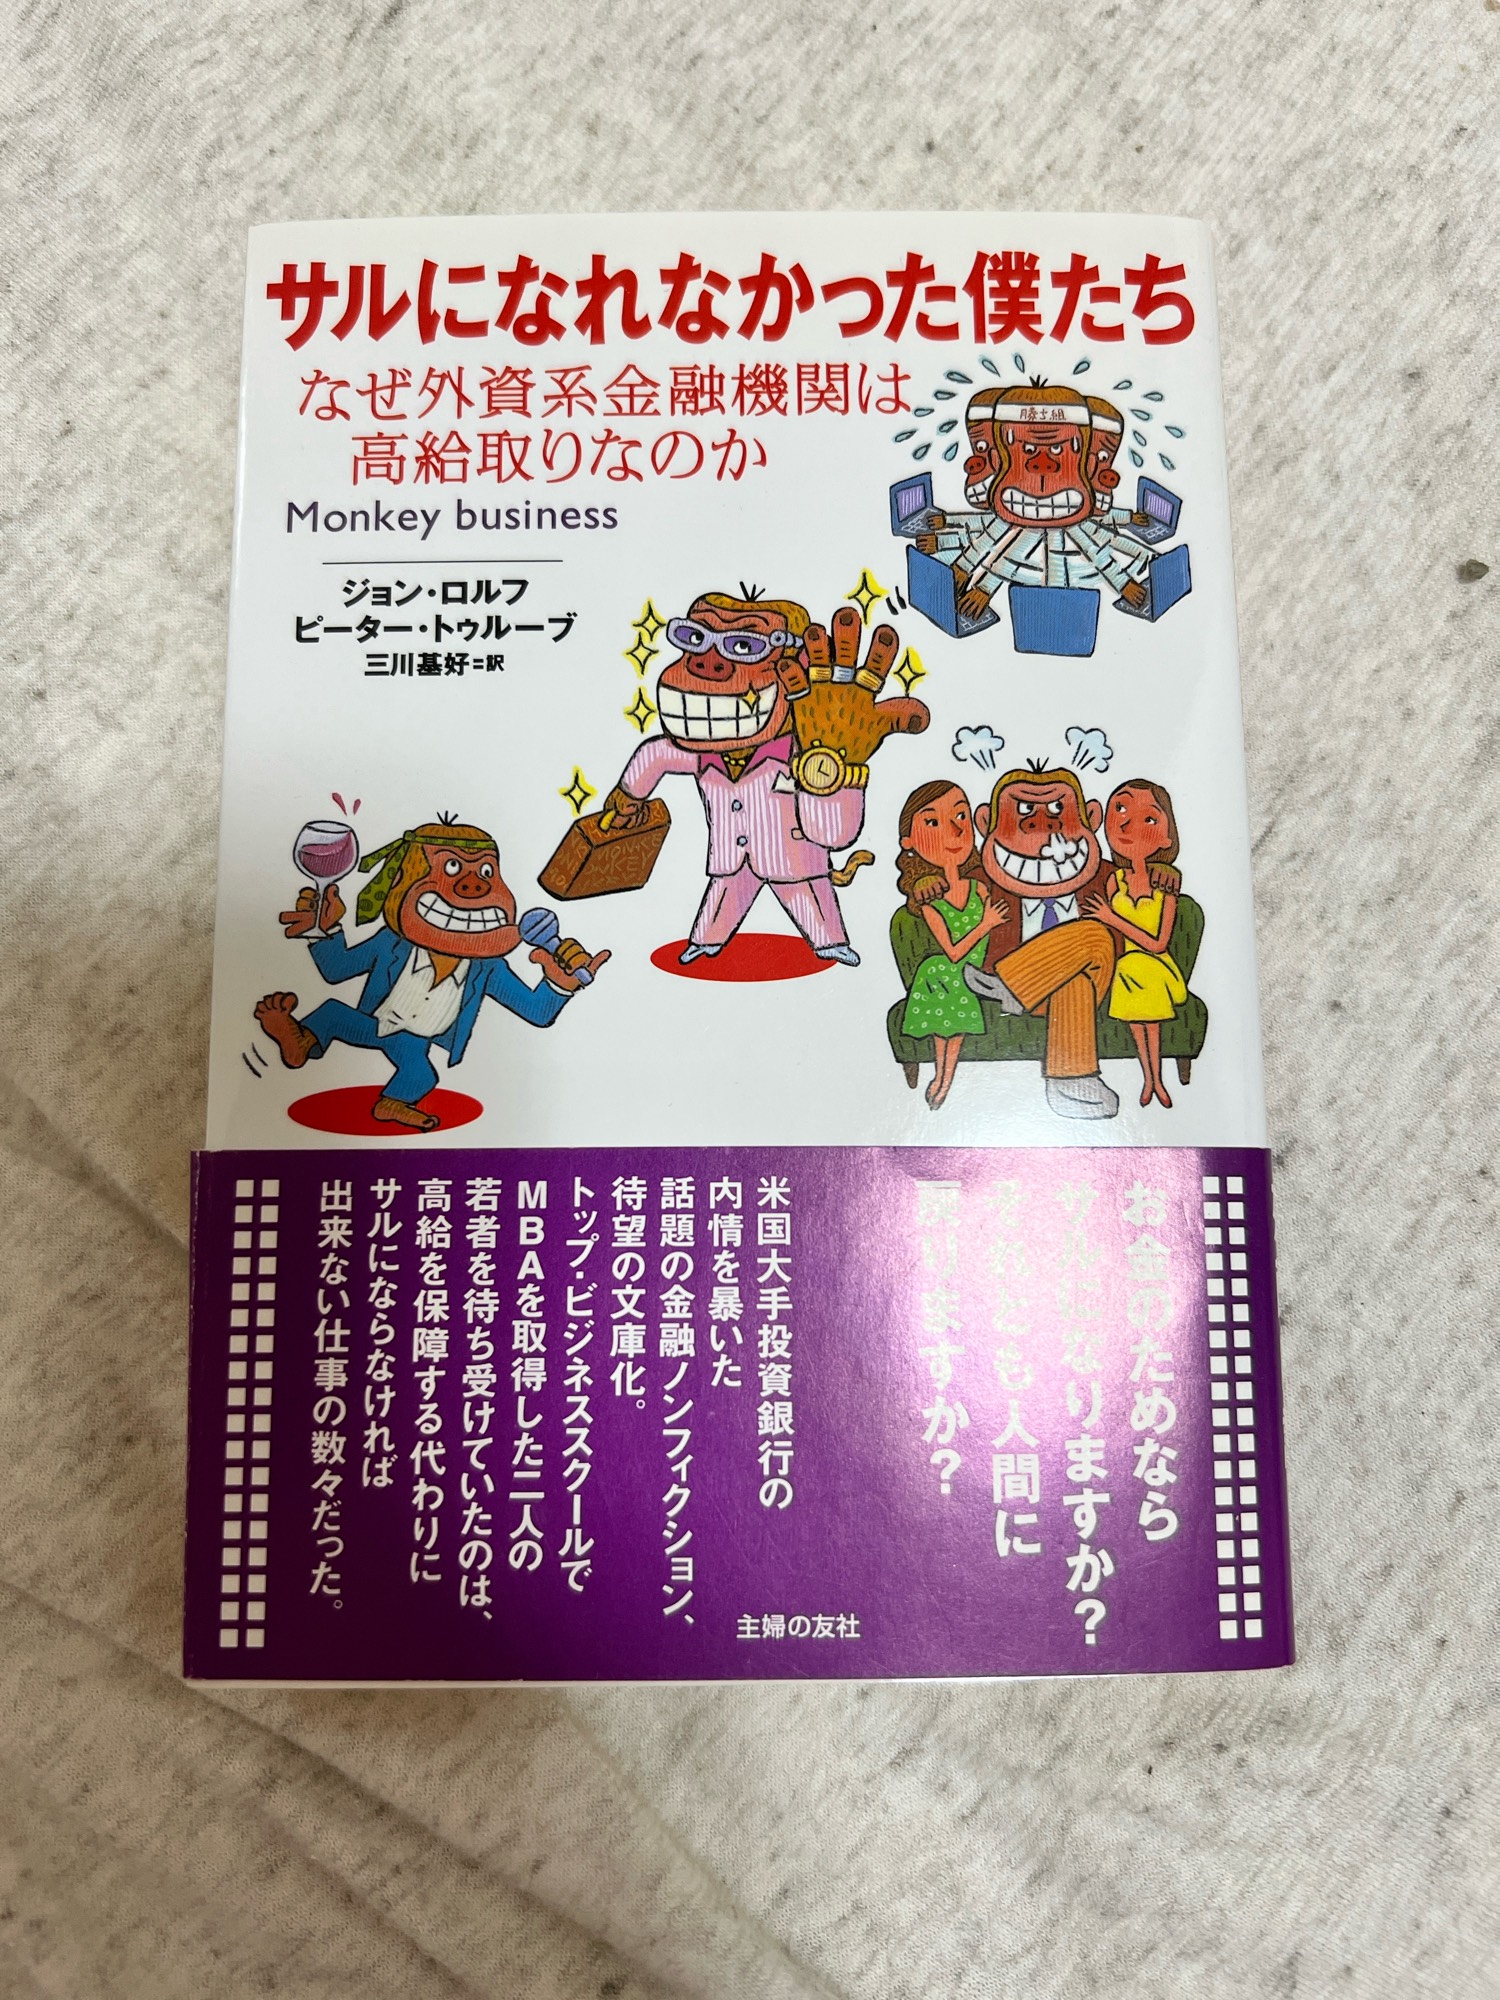 サルになれなかった僕たち
なぜ外資系金融機関は
高給取りなのか
Monkey business
ジョン・ロルフ
ピーター・トゥルーブ
三川基好=訳
勝ち組
お金のためなら
サルになりますか?
それとも人間に
戻りますか?
米国大手投資銀行の
内情を暴いた
話題の金融ノンフィクション、
待望の文庫化。
トップ・ビジネススクールで
MBAを取得した二人の
若者を待ち受けていたのは、
高給を保障する代わりに
サルにならなければ
出来ない仕事の数々だった。
主婦の友社